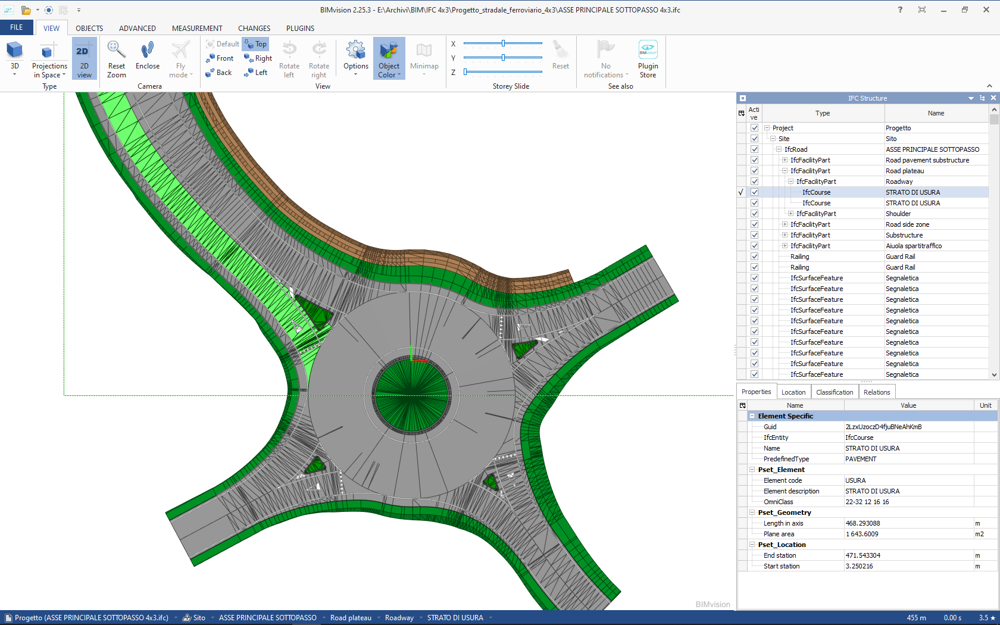 BIMvision 2.25.3 - E:\Archivi\BIM\IFC 4x3\Progetto_stradale_ferroviario_4x3\ASSE PRINCIPALE SOTTOPASSO 4x3.ifc
FILE VIEW OBJECTS ADVANCED MEASUREMENT CHANGES PLUGINS
3D
Projections in Space
2D
2D view
Type
Reset Zoom
Enclose
Fly mode
Camera
Default
Front
Back
Top
Right
Left
Rotate left
Rotate right
Options
Object Color
Minimap
View
X
Y
Z
Reset
Storey Slide
No notifications
BIMvision
Plugin Store
See also
IFC Structure
Active Type Name
Project Progetto
Site Sito
IfcRoad ASSE PRINCIPALE SOTTOPASSO
IfcFacilityPart Road pavement substructure
IfcFacilityPart Road plateau
IfcFacilityPart Roadway
√ IfcCourse STRATO DI USURA
IfcCourse STRATO DI USURA
IfcFacilityPart Shoulder
IfcFacilityPart Road side zone
IfcFacilityPart Substructure
IfcFacilityPart Aiuola spartitraffico
Railing Guard Rail
Railing Guard Rail
IfcSurfaceFeature Segnaletica
IfcSurfaceFeature Segnaletica
IfcSurfaceFeature Segnaletica
IfcSurfaceFeature Segnaletica
IfcSurfaceFeature Segnaletica
IfcSurfaceFeature Segnaletica
IfcSurfaceFeature Segnaletica
IfcSurfaceFeature Segnaletica
IfcSurfaceFeature Segnaletica
IfcSurfaceFeature Segnaletica
Properties Location Classification Relations
Name Value Unit
Element Specific
Guid 2LzxUzoczD4fjuBNeAhKmB
IfcEntity IfcCourse
Name STRATO DI USURA
PredefinedType PAVEMENT
Pset_Element
Element code USURA
Element description STRATO DI USURA
OmniClass 22-32 12 16 16
Pset_Geometry
Length in axis 468.293088 m
Plane area 1 643.6009 m2
Pset_Location
End station 471.543304 m
Start station 3.250216 m
BIMvision
Progetto (ASSE PRINCIPALE SOTTOPASSO 4x3.ifc) Sito ASSE PRINCIPALE SOTTOPASSO Road plateau Roadway STRATO DI USURA 455 m 0.00 s 3.5 ★